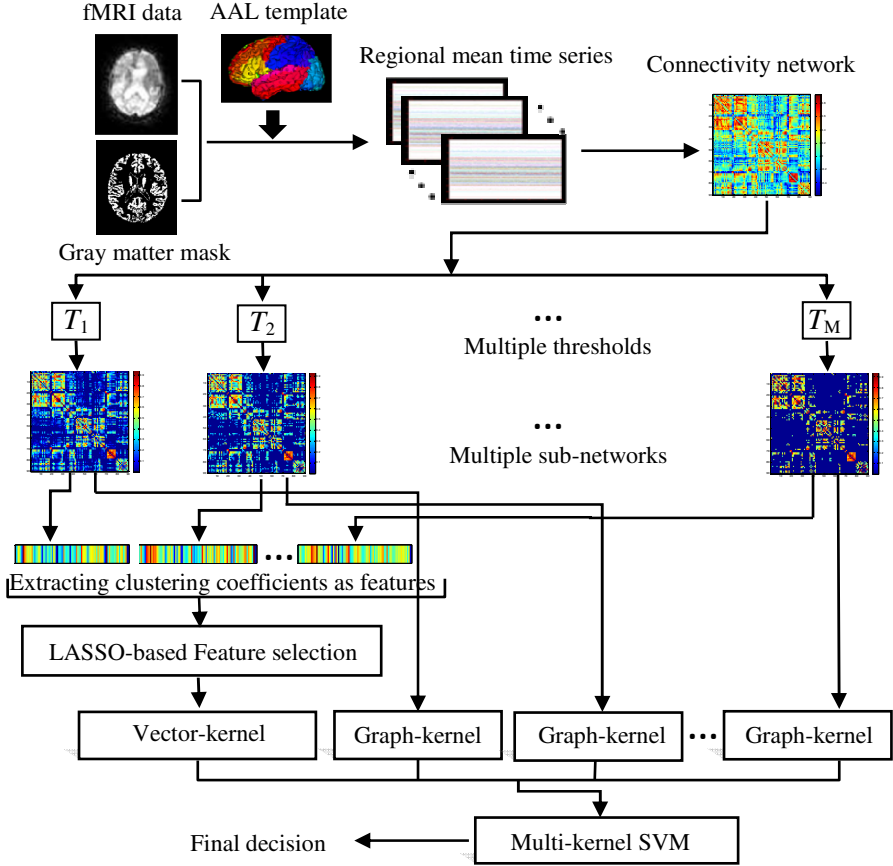 fMRI data
AAL template
Regional mean time series
Connectivity network
Gray matter mask
T1
T2
...
TM
Multiple thresholds
...
Multiple sub-networks
...
Extracting clustering coefficients as features
LASSO-based Feature selection
Vector-kernel
Graph-kernel
Graph-kernel
...
Graph-kernel
Final decision
Multi-kernel SVM